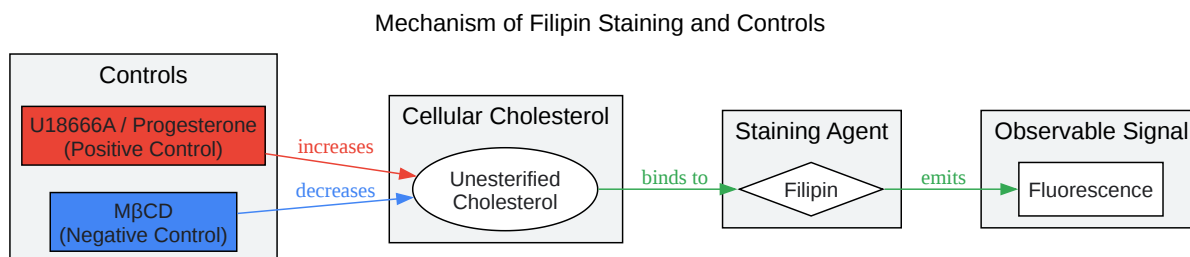 Mechanism of Filipin Staining and Controls
Controls
U18666A / Progesterone
(Positive Control)
MβCD
(Negative Control)
increases
decreases
Cellular Cholesterol
Unesterified
Cholesterol
binds to
Staining Agent
Filipin
emits
Observable Signal
Fluorescence